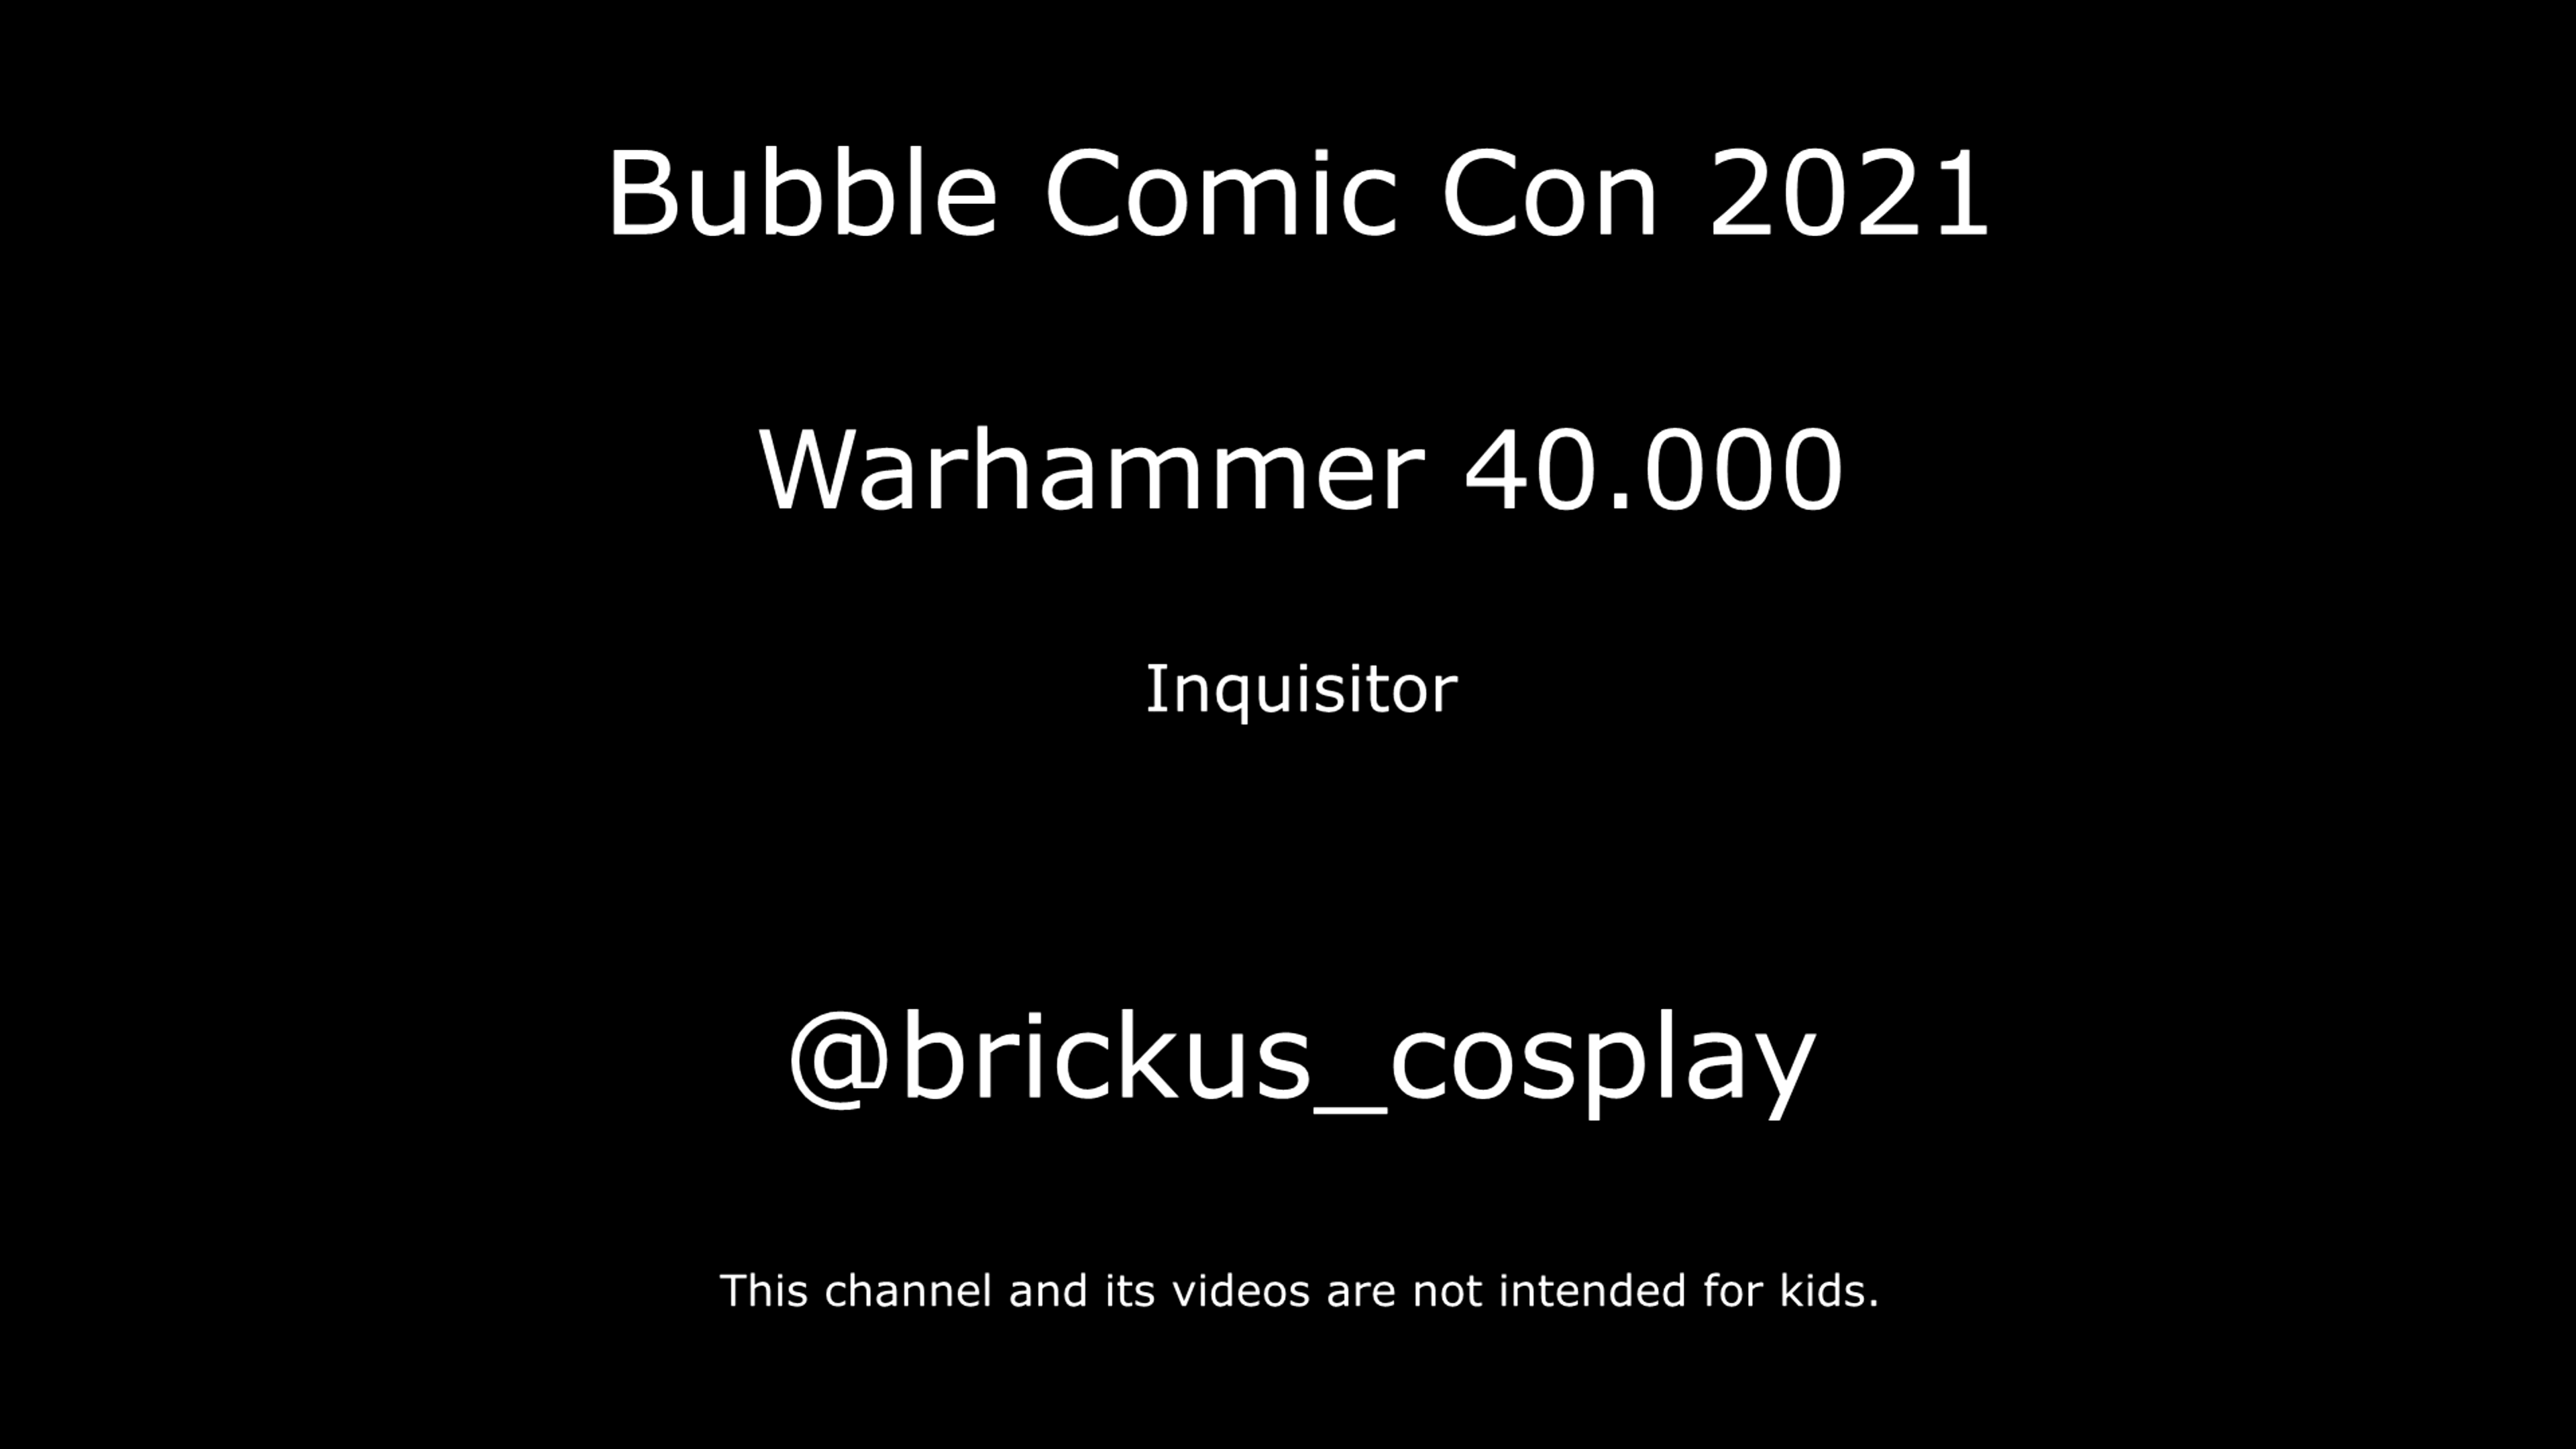 Bubble Comic Con 2021
Warhammer 40.000
Inquisitor
@brickus_cosplay
This channel and its videos are not intended for kids.